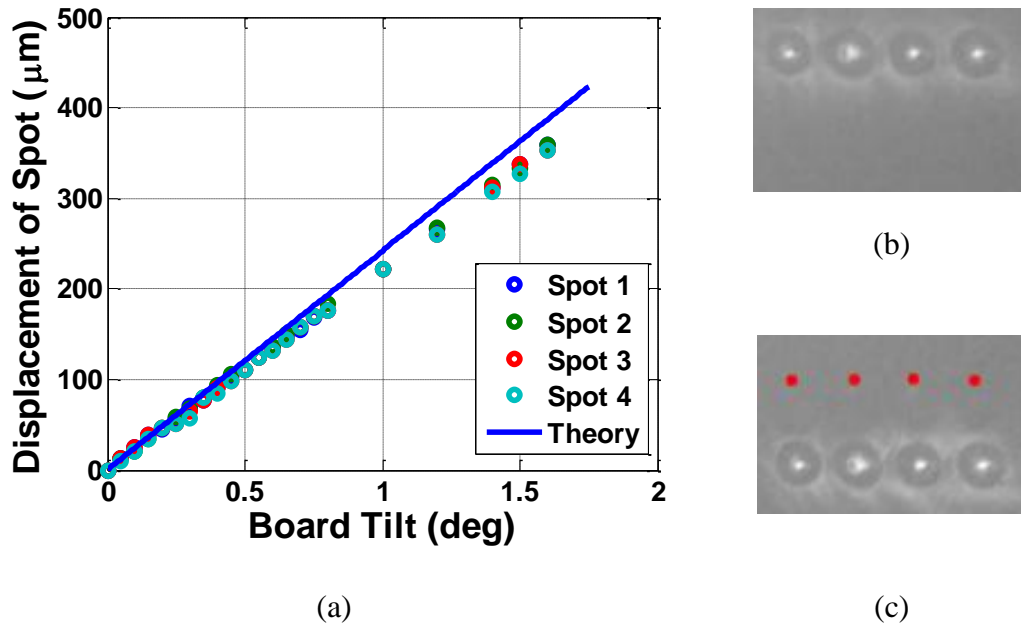 500
400
300
200
100
0
Displacement of Spot (μm)
0 0.5 1 1.5 2
Board Tilt (deg)
Spot 1
Spot 2
Spot 3
Spot 4
Theory
(a)
(b)
(c)